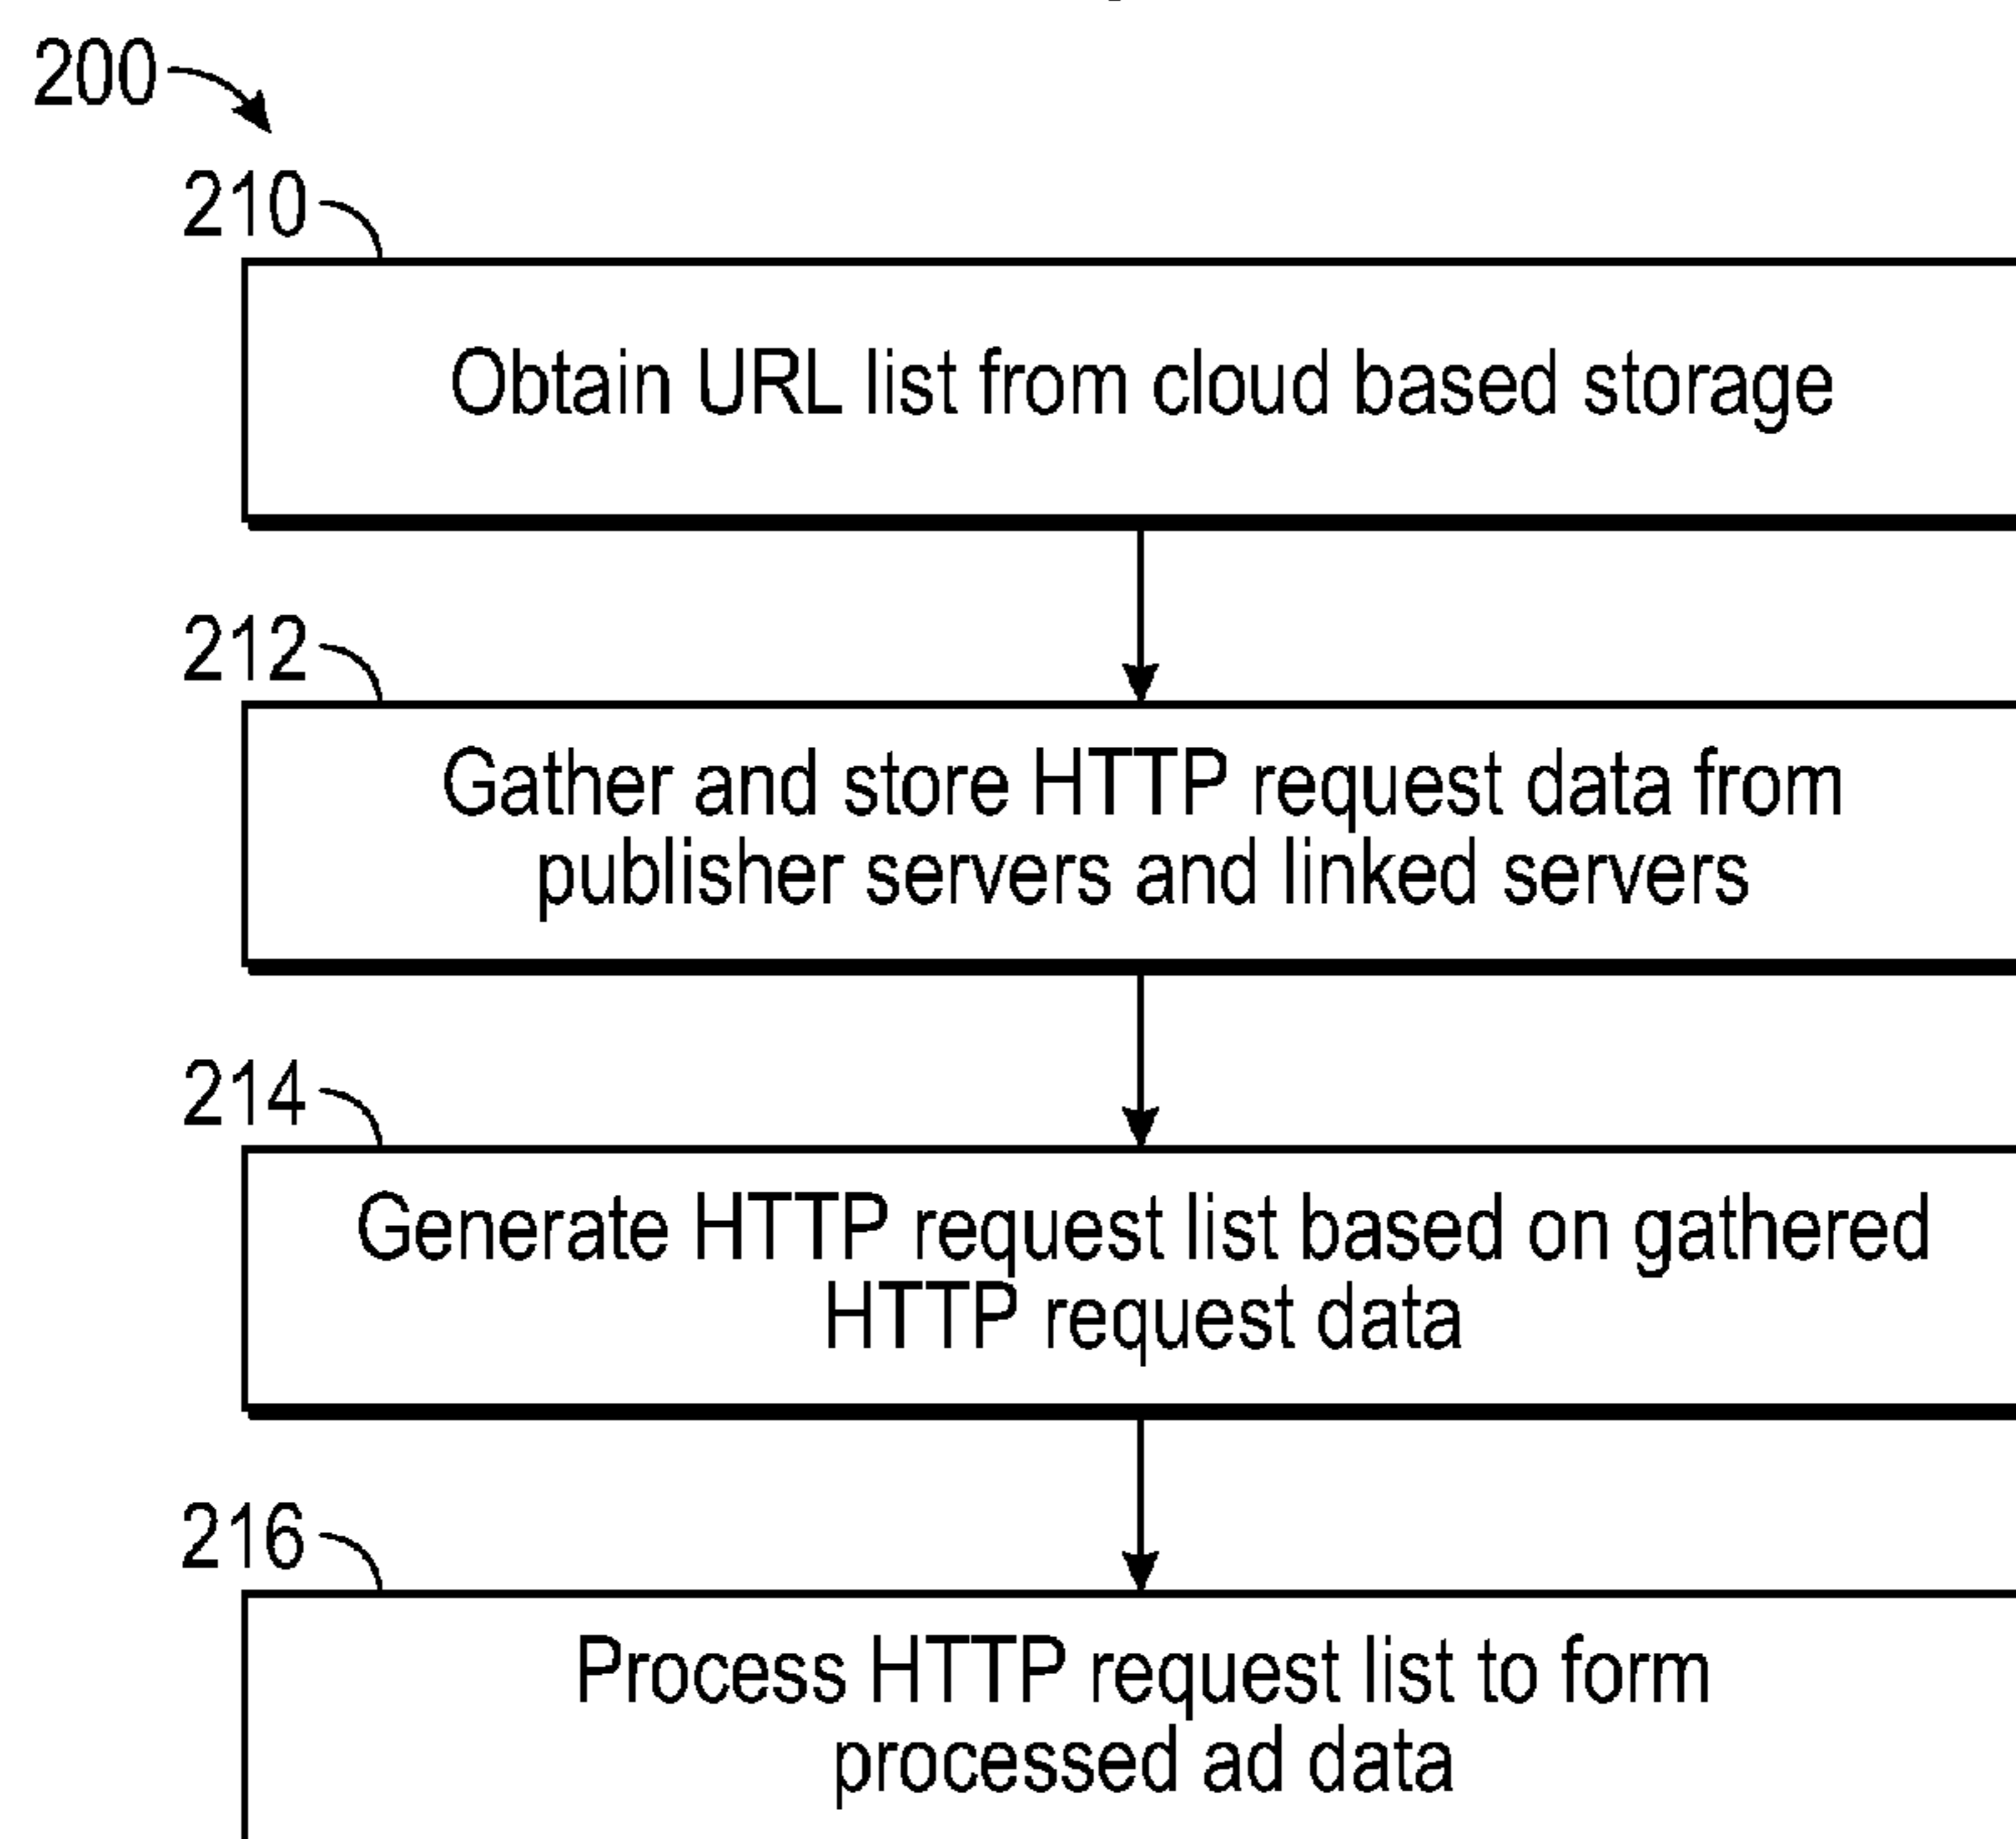 200
210
Obtain URL list from cloud based storage
212
Gather and store HTTP request data from
publisher servers and linked servers
214
Generate HTTP request list based on gathered
HTTP request data
216
Process HTTP request list to form
processed ad data